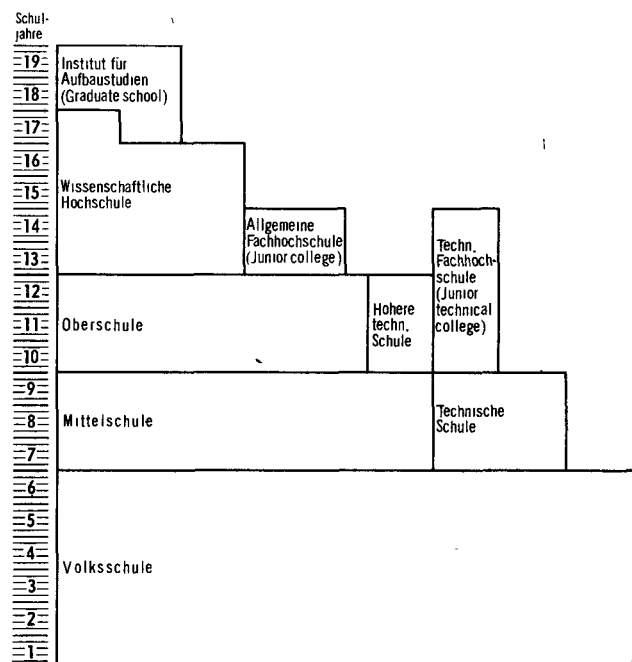 Schul-
jahre
19
18
17
16
15
14
13
12
11
10
9
8
7
6
5
4
3
2
1
Institut für
Aufbaustudien
(Graduate school)
Wissenschaftliche
Hochschule
Allgemeine
Fachhochschule
(Junior college)
Techn.
Fachhoch-
schule
(Junior
technical
college)
Oberschule
Hohere
techn.
Schule
Mittelschule
Technische
Schule
Volksschule